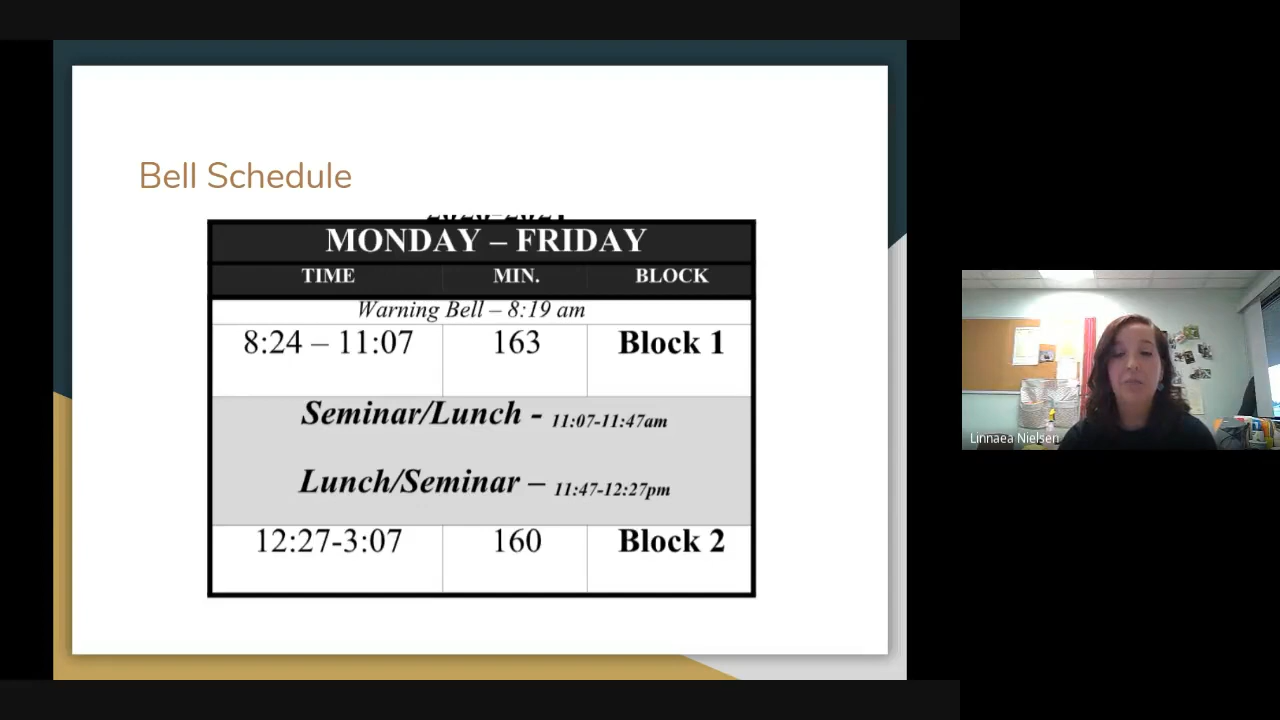 Bell Schedule
2020-2021
MONDAY – FRIDAY
TIME MIN. BLOCK
Warning Bell – 8:19 am
8:24 – 11:07 163 Block 1
Seminar/Lunch - 11:07-11:47am
Lunch/Seminar – 11:47-12:27pm
12:27-3:07 160 Block 2
Linnaea Nielsen